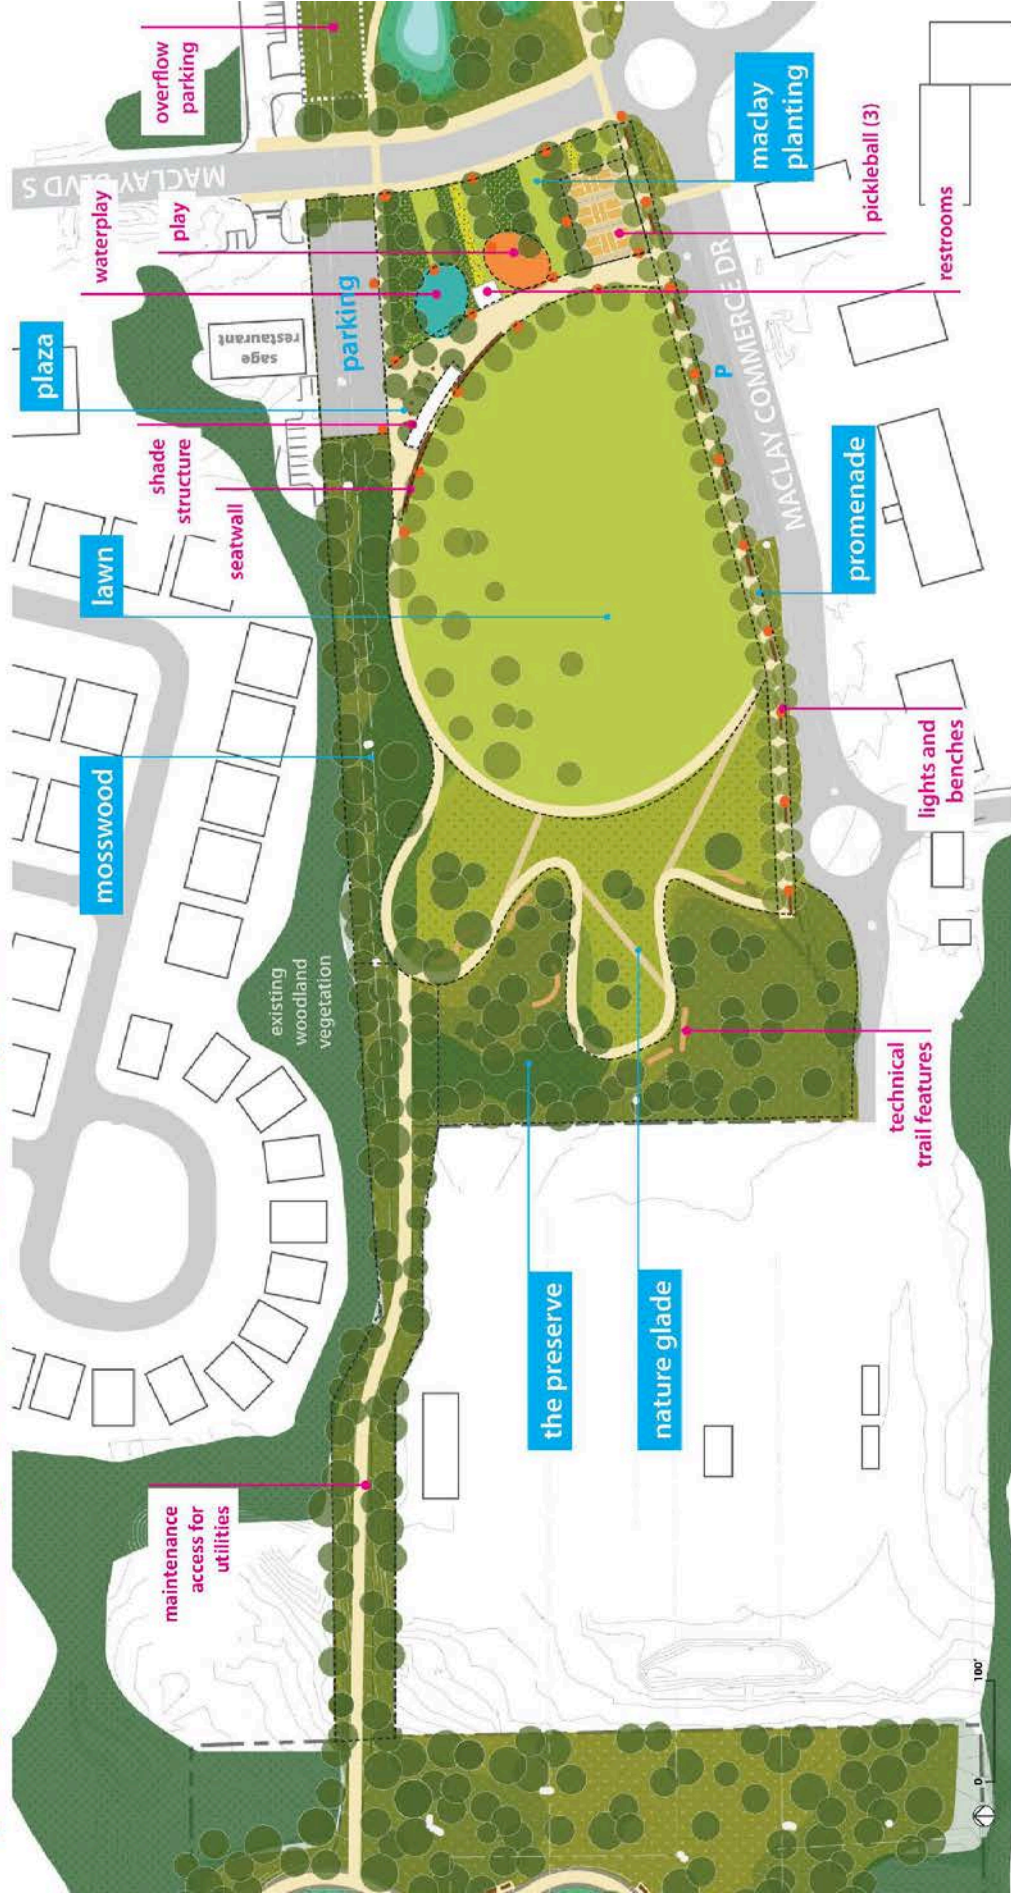 maintenance
access for
utilities
mosswood
lawn
plaza
seatwall
shade
structure
waterplay
play
overflow
parking
MACLAY BLVD S
sage
restaurant
existing
woodland
vegetation
parking
the preserve
nature glade
P
MACLAY COMMERCE DR
maclay
planting
technical
trail features
lights and
benches
promenade
pickleball (3)
restrooms
0
100'